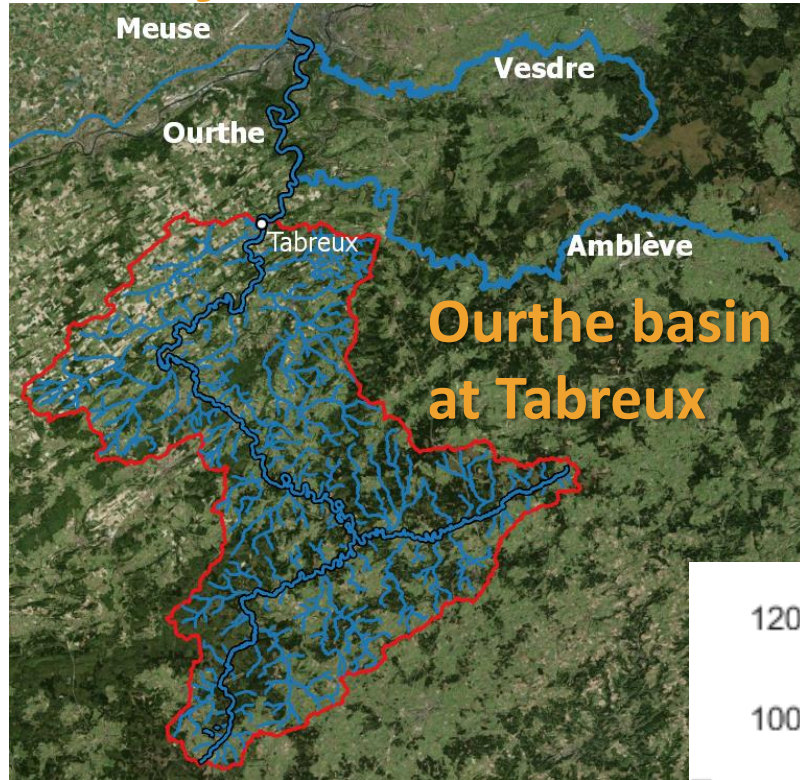 Meuse
Vesdre
Ourthe
Tabreux
Amblève
Ourthe basin
at Tabreux
120
100